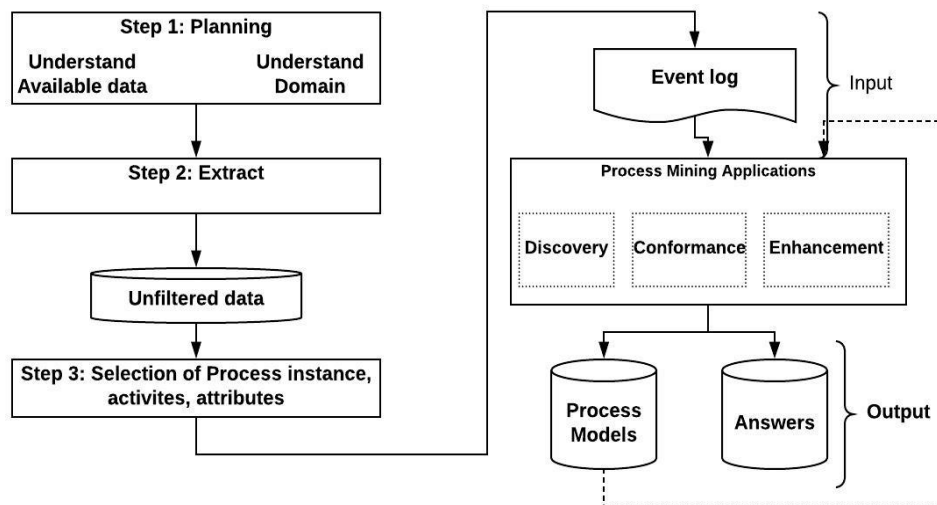 Step 1: Planning
Understand
Available data
Understand
Domain
Step 2: Extract
Unfiltered data
Step 3: Selection of Process instance,
activites, attributes
Event log
Input
Process Mining Applications
Discovery
Conformance
Enhancement
Process
Models
Answers
Output